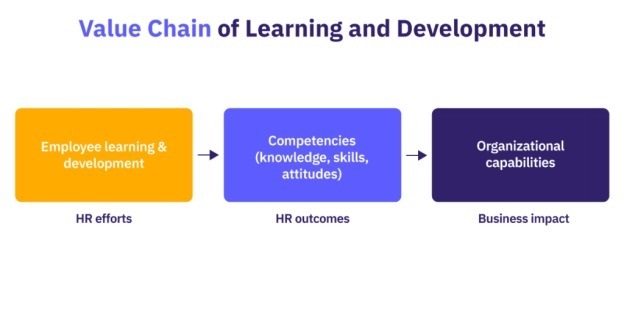 Value Chain of Learning and Development
Employee learning &
development
Competencies
(knowledge, skills,
attitudes)
Organizational
capabilities
HR efforts
HR outcomes
Business impact